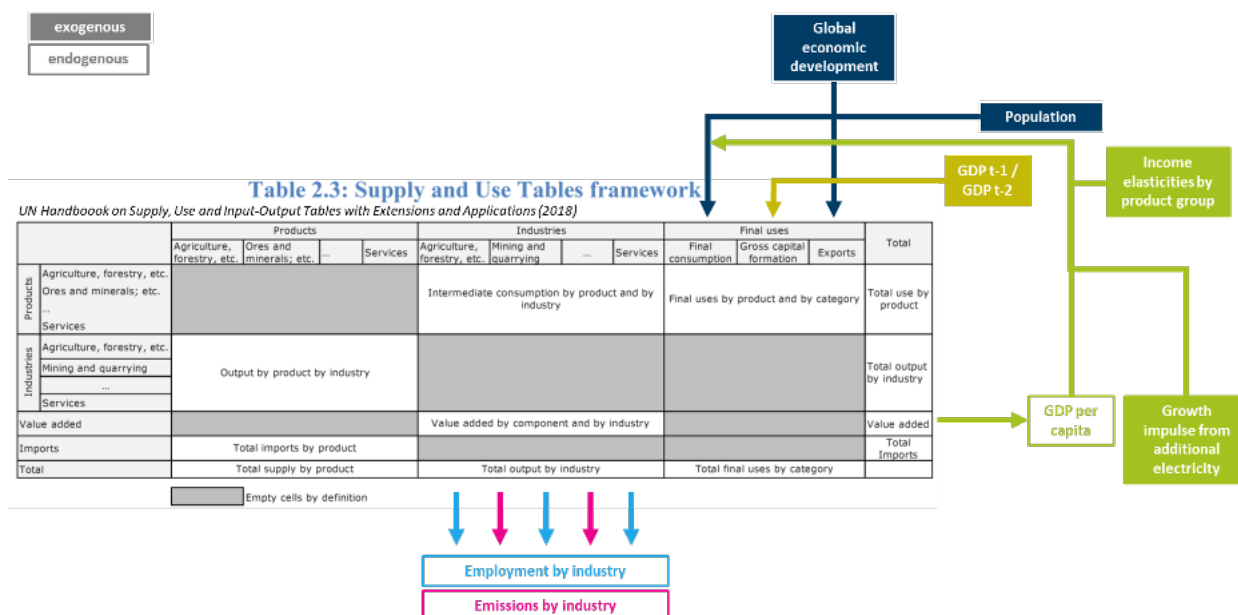 exogenous
endogenous
Global
economic
development
Population
GDP t-1 /
GDP t-2
Income
elasticities by
product group
Table 2.3: Supply and Use Tables framework
UN Handboook on Supply, Use and Input-Output Tables with Extensions and Applications (2018)
Products
Industries
Final uses
Total
Agriculture,
forestry, etc.
Ores and
minerals; etc.
...
Services
Agriculture,
forestry, etc.
Mining and
quarrying
...
Services
Final
consumption
Gross capital
formation
Exports
Products
Agriculture, forestry, etc.
Ores and minerals; etc.
...
Services
Intermediate consumption by product and by
industry
Final uses by product and by category
Total use by
product
Industries
Agriculture, forestry, etc.
Mining and quarrying
...
Services
Output by product by industry
Total output
by industry
Value added
Value added by component and by industry
Value added
Imports
Total imports by product
Total
Imports
Total
Total supply by product
Total output by industry
Total final uses by category
Empty cells by definition
GDP per
capita
Growth
impulse from
additional
electricity
Employment by industry
Emissions by industry